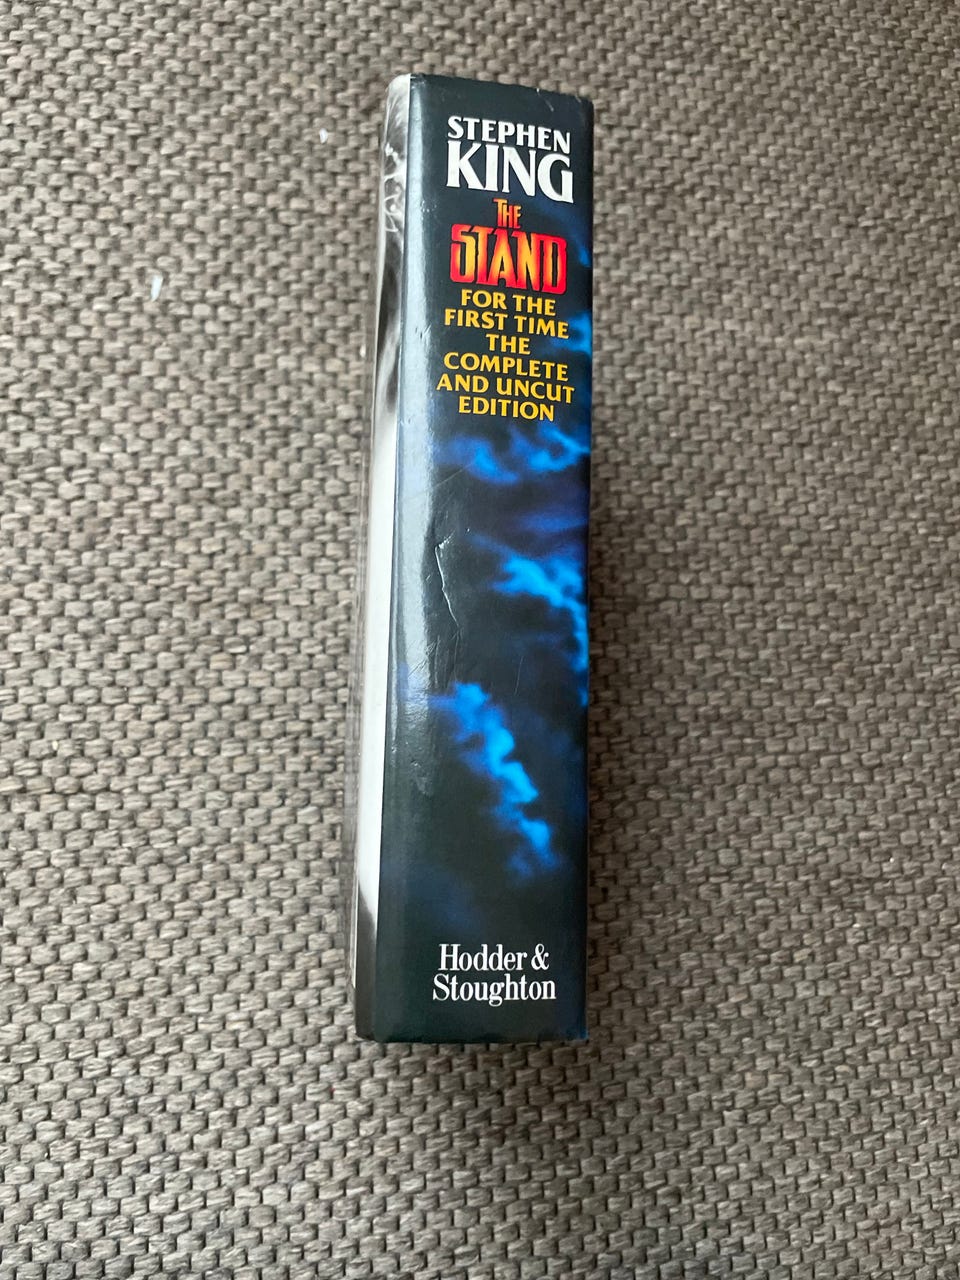 STEPHEN
KING
THE
STAND
FOR THE
FIRST TIME
THE
COMPLETE
AND UNCUT
EDITION
Hodder &
Stoughton